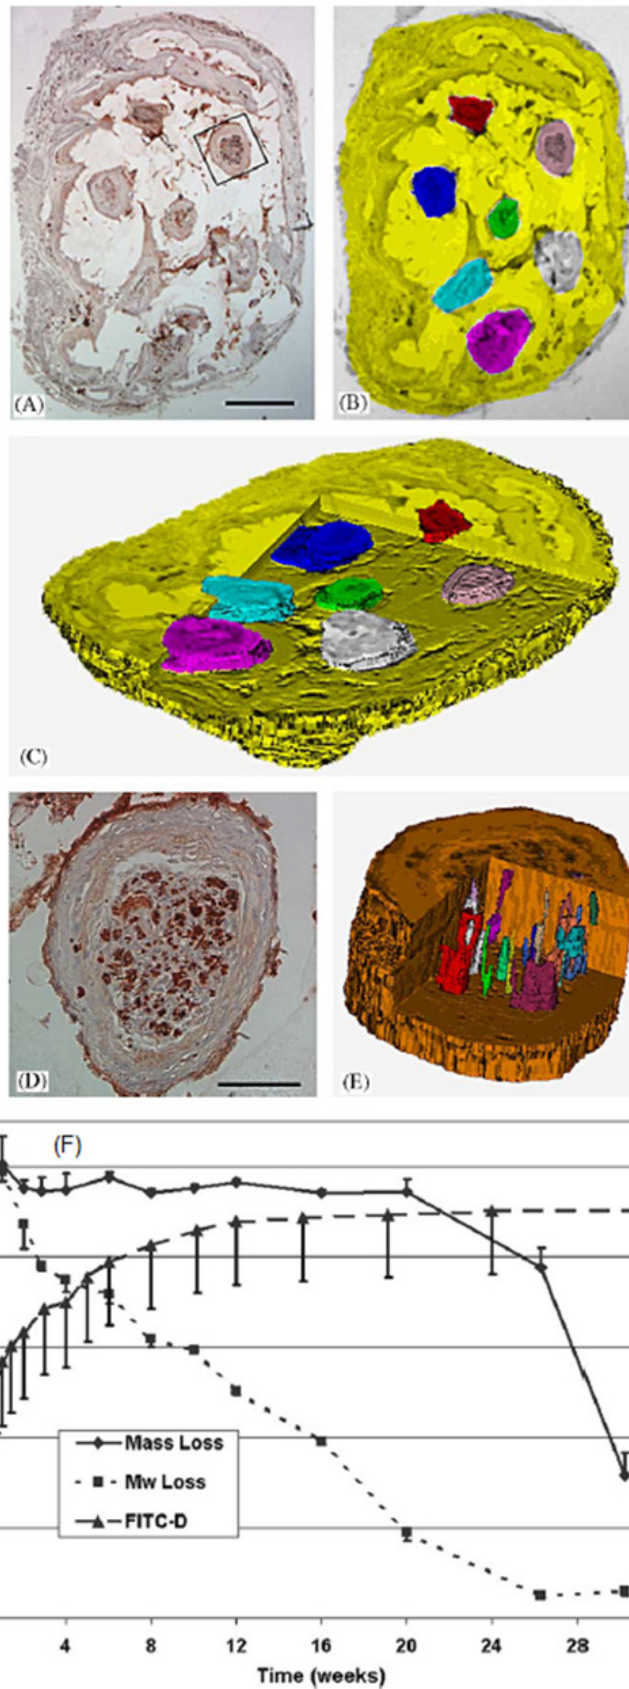 (A)
(B)
(C)
(D)
(E)
(F)
Mass Loss
Mw Loss
FITC-D
4 8 12 16 20 24 28
Time (weeks)